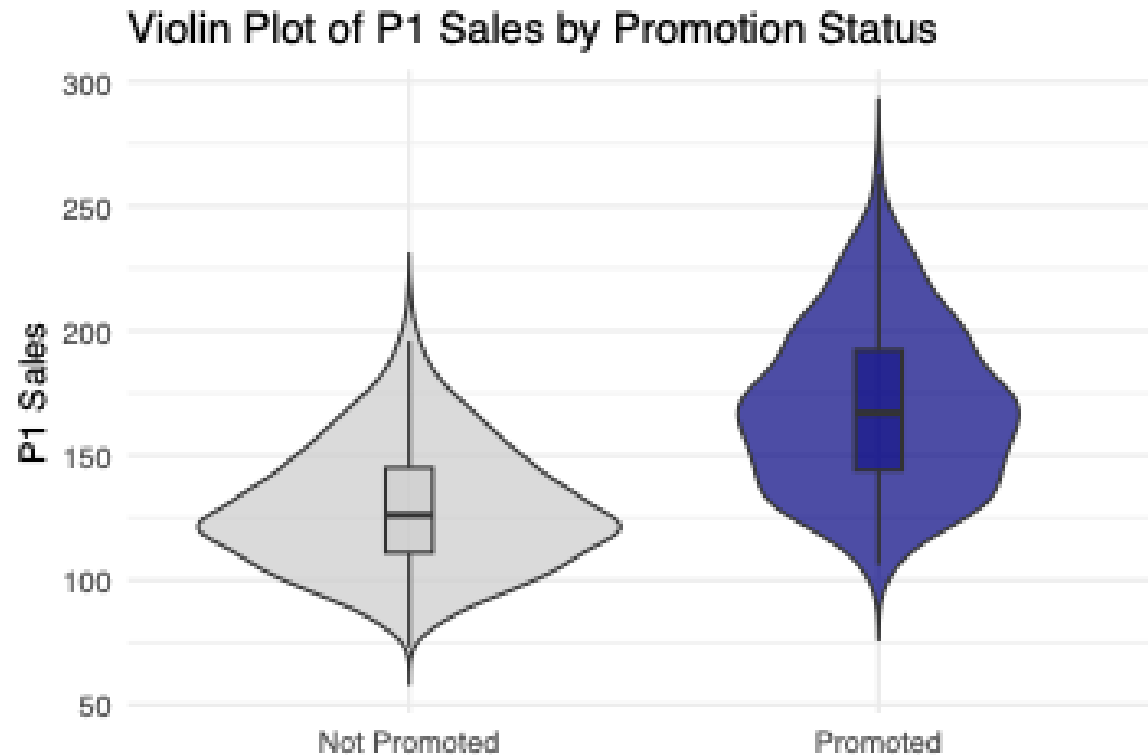 Violin Plot of P1 Sales by Promotion Status
300
250
200
150
100
50
P1 Sales
Not Promoted
Promoted